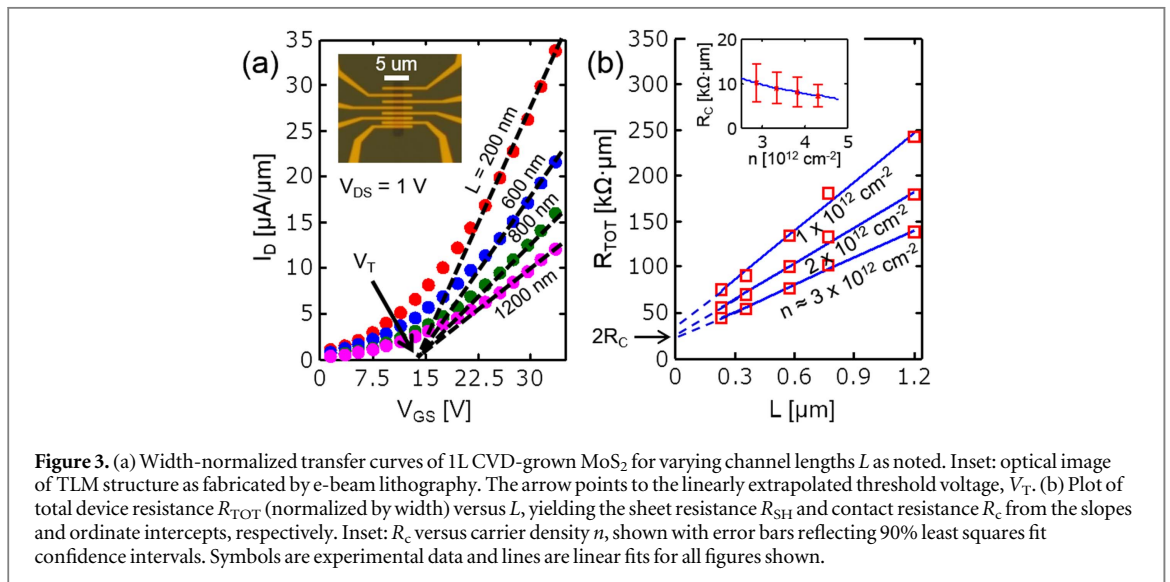 (a)
35
30
25
20
15
10
5
0
I_D [µA/µm]
5 um
V_DS = 1 V
L = 200 nm
600 nm
800 nm
1200 nm
V_T
0 7.5 15 22.5 30
V_GS [V]
(b)
350
300
250
200
150
100
50
0
R_TOT [kΩ·µm]
20
10
0
R_C [kΩ·µm]
3 4 5
n [10^12 cm^-2]
1 x 10^12 cm^-2
2 x 10^12 cm^-2
n ≈ 3 x 10^12 cm^-2
2R_C
0 0.3 0.6 0.9 1.2
L [µm]
Figure 3. (a) Width-normalized transfer curves of 1L CVD-grown MoS₂ for varying channel lengths L as noted. Inset: optical image
of TLM structure as fabricated by e-beam lithography. The arrow points to the linearly extrapolated threshold voltage, V_T. (b) Plot of
total device resistance R_TOT (normalized by width) versus L, yielding the sheet resistance R_SH and contact resistance R_c from the slopes
and ordinate intercepts, respectively. Inset: R_c versus carrier density n, shown with error bars reflecting 90% least squares fit
confidence intervals. Symbols are experimental data and lines are linear fits for all figures shown.